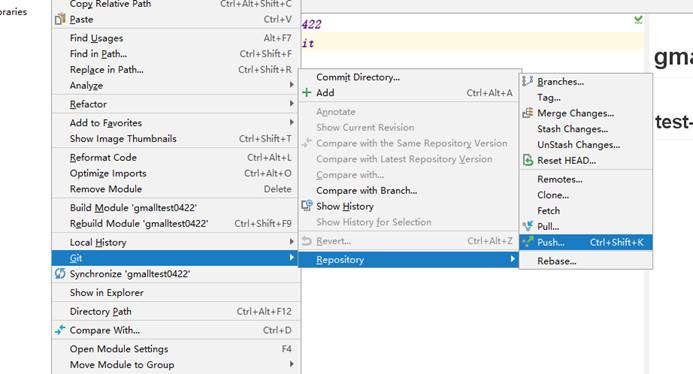 braries
Copy Relative Path Ctrl+Alt+Shift+C
Paste Ctrl+V
Find Usages Alt+F7
Find in Path... Ctrl+Shift+F
Replace in Path... Ctrl+Shift+R
Analyze
Refactor
Add to Favorites
Show Image Thumbnails Ctrl+Shift+T
Reformat Code Ctrl+Alt+L
Optimize Imports Ctrl+Alt+O
Remove Module Delete
Build Module 'gmalltest0422'
Rebuild Module 'gmalltest0422' Ctrl+Shift+F9
Local History
Git
Synchronize 'gmalltest0422'
Show in Explorer
Directory Path Ctrl+Alt+F12
Compare With... Ctrl+D
Open Module Settings F4
Move Module to Group
422
it
Commit Directory...
Add Ctrl+Alt+A
Annotate
Show Current Revision
Compare with the Same Repository Version
Compare with Latest Repository Version
Compare with...
Compare with Branch...
Show History
Show History for Selection
Revert... Ctrl+Alt+Z
Repository
Branches...
Tag...
Merge Changes...
Stash Changes...
UnStash Changes...
Reset HEAD...
Remotes...
Clone...
Fetch
Pull...
Push... Ctrl+Shift+K
Rebase...
gma
test-